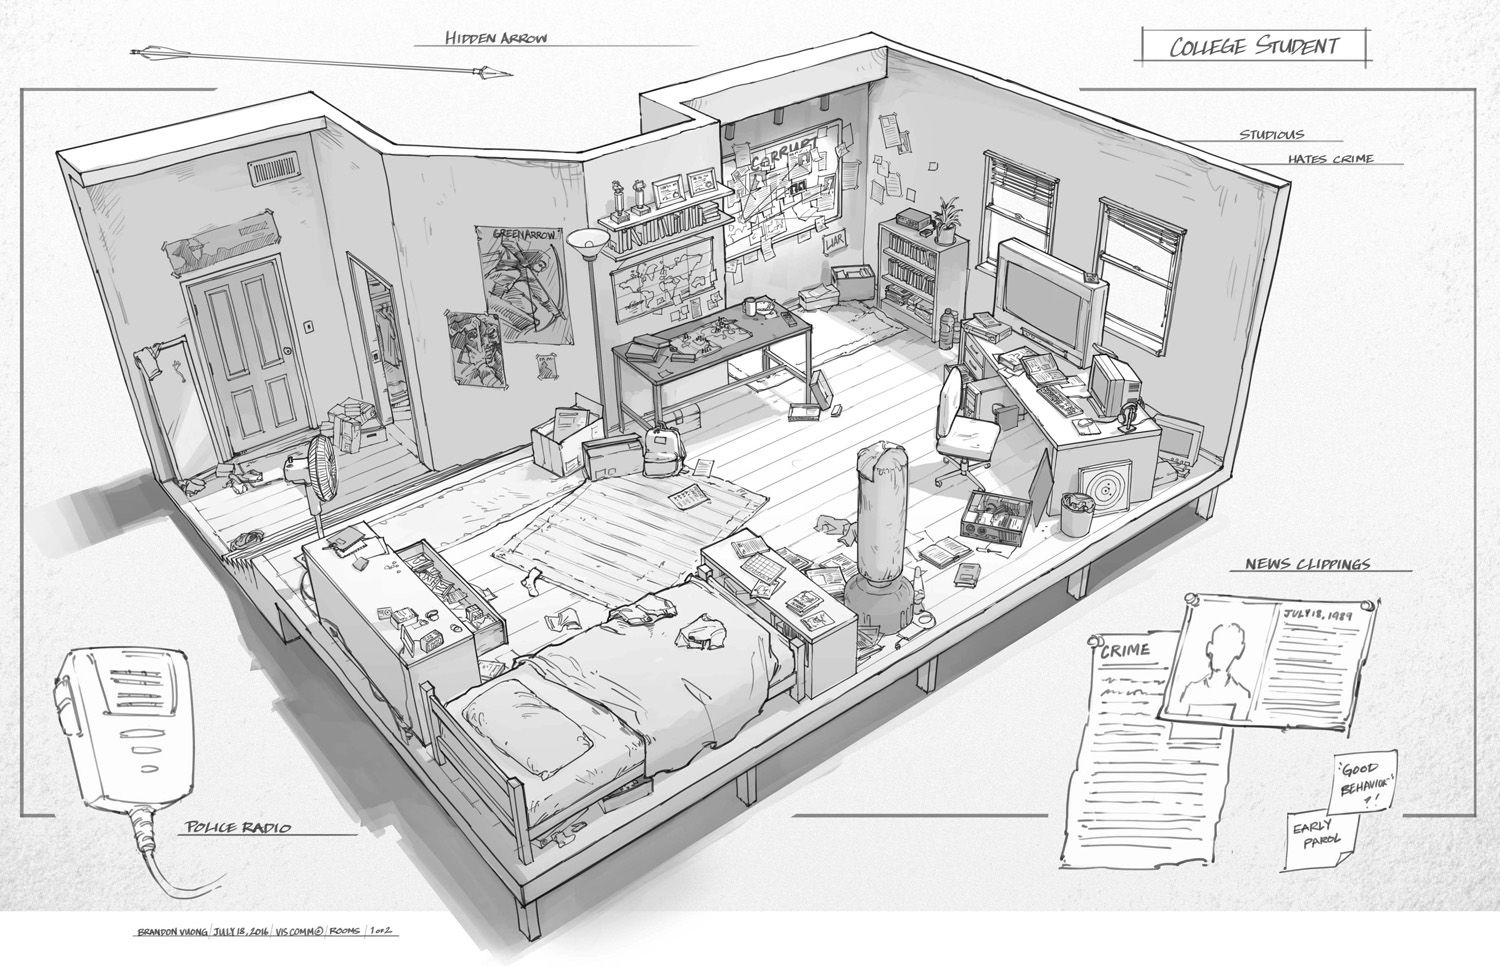 HIDDEN ARROW
COLLEGE STUDENT
STUDIOUS
HATES CRIME
CORRUPT
GREEN ARROW
LIAR
NEWS CLIPPINGS
JULY 18, 1989
CRIME
"GOOD
BEHAVIOR"
?!
EARLY
PAROL
POLICE RADIO
BRANDON VUONG / JULY 18, 2016 / VIS COMM / ROOMS / 1 OF 2